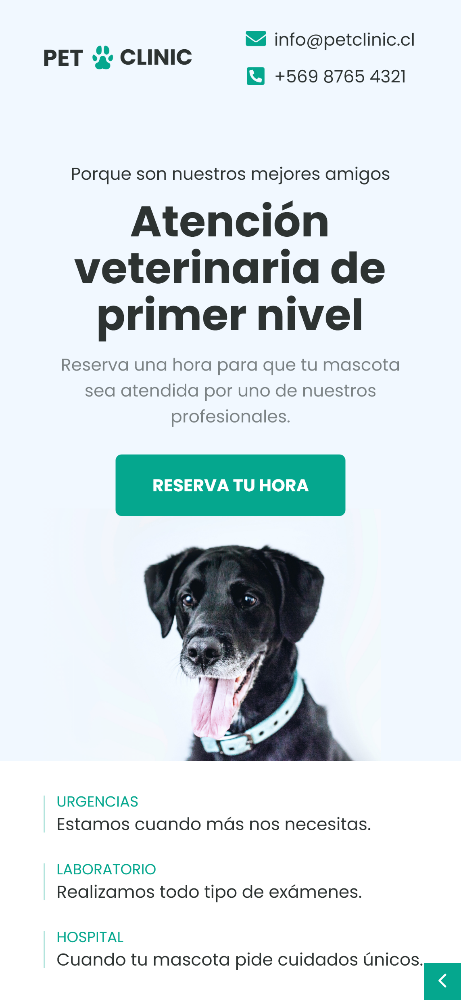 PET CLINIC
info@petclinic.cl
+569 8765 4321
Porque son nuestros mejores amigos
Atención
veterinaria de
primer nivel
Reserva una hora para que tu mascota
sea atendida por uno de nuestros
profesionales.
RESERVA TU HORA
URGENCIAS
Estamos cuando más nos necesitas.
LABORATORIO
Realizamos todo tipo de exámenes.
HOSPITAL
Cuando tu mascota pide cuidados únicos.